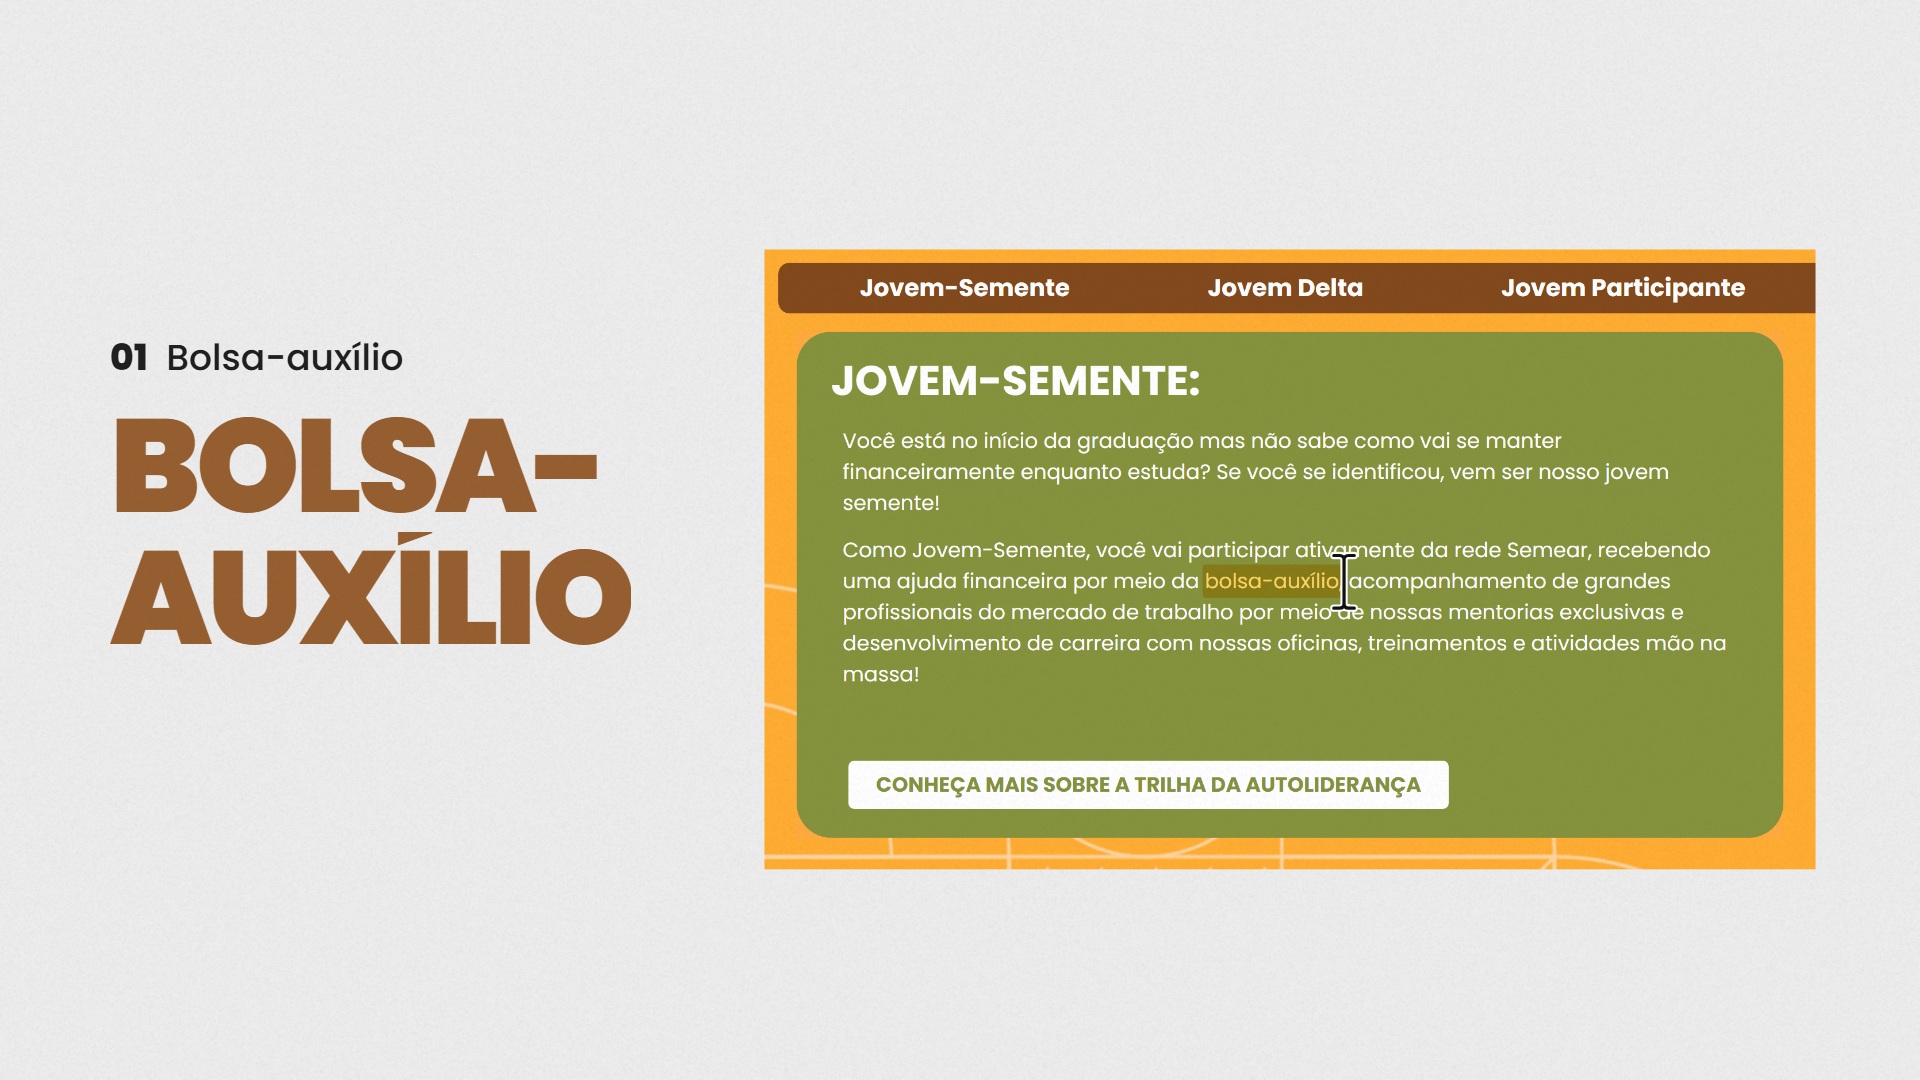 01 Bolsa-auxílio
BOLSA-
AUXÍLIO
Jovem-Semente Jovem Delta Jovem Participante
JOVEM-SEMENTE:
Você está no início da graduação mas não sabe como vai se manter
financeiramente enquanto estuda? Se você se identificou, vem ser nosso jovem
semente!
Como Jovem-Semente, você vai participar ativamente da rede Semear, recebendo
uma ajuda financeira por meio da bolsa-auxílio, acompanhamento de grandes
profissionais do mercado de trabalho por meio de nossas mentorias exclusivas e
desenvolvimento de carreira com nossas oficinas, treinamentos e atividades mão na
massa!
CONHEÇA MAIS SOBRE A TRILHA DA AUTOLIDERANÇA